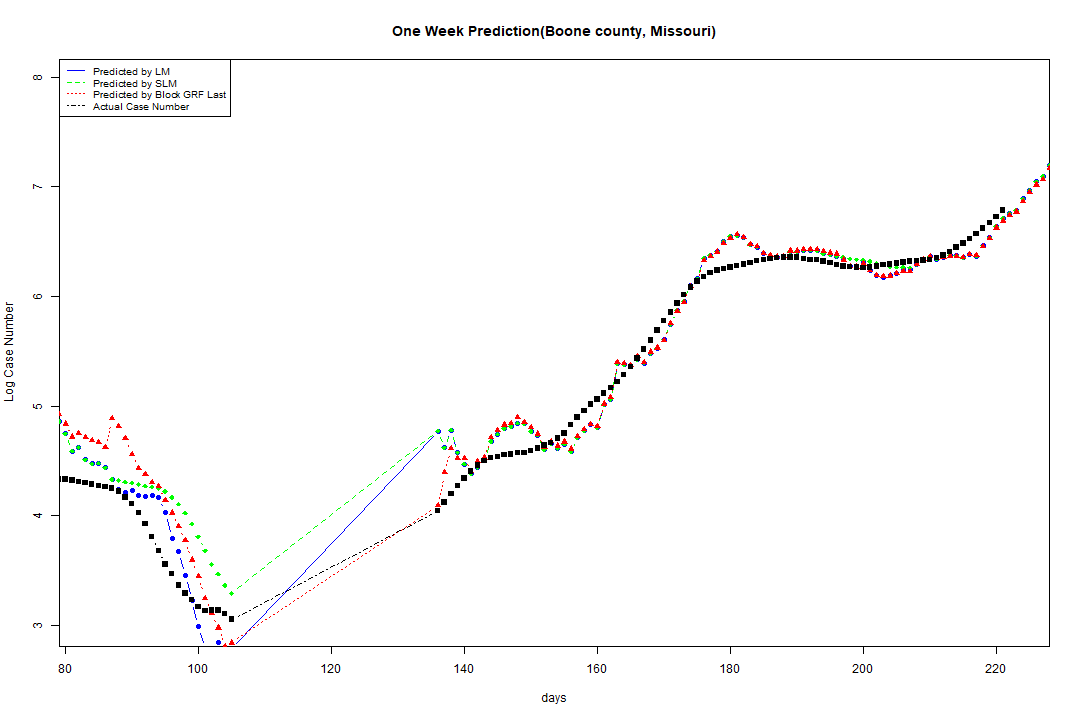 One Week Prediction(Boone county, Missouri)
Predicted by LM
Predicted by SLM
Predicted by Block GRF Last
Actual Case Number
8
7
6
5
4
3
Log Case Number
80 100 120 140 160 180 200 220
days